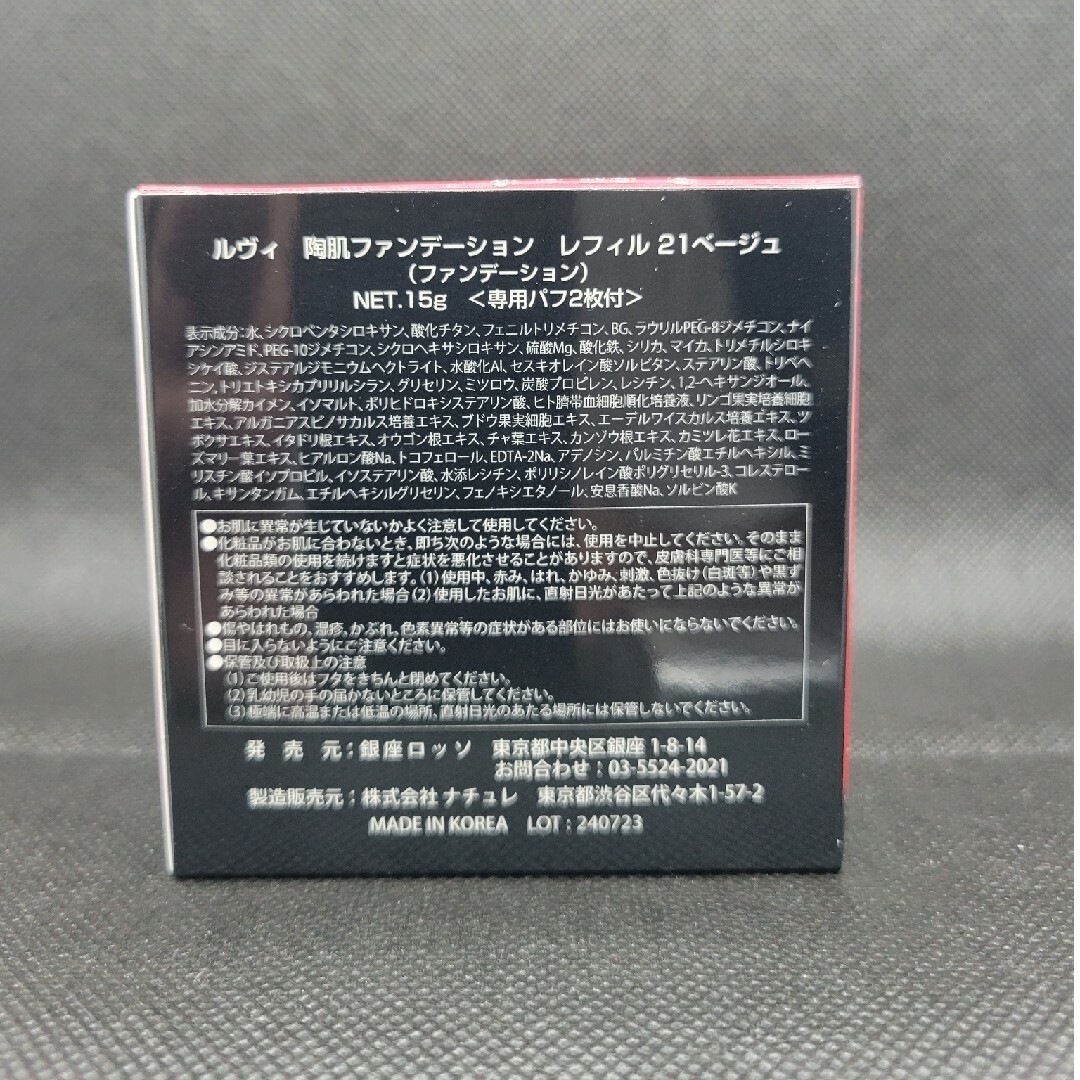 ルヴィ 陶肌ファンデーション レフィル 21ベージュ
（ファンデーション）
NET.15g ＜専用パフ2枚付＞
表示成分:水、シクロペンタシロキサン、酸化チタン、フェニルトリメチコン、BG、ラウリルPEG-8ジメチコン、ナイ
アシンアミド、PEG-10ジメチコン、シクロヘキサシロキサン、硫酸Mg、酸化鉄、シリカ、マイカ、トリメチルシロキ
シケイ酸、ジステアルジモニウムヘクトライト、水酸化Al、セスキオレイン酸ソルビタン、ステアリン酸、トリベヘ
ニン、トリエトキシカプリリルシラン、グリセリン、ミツロウ、炭酸プロピレン、レシチン、1,2-ヘキサンジオール、
加水分解カイメン、イソマルト、ポリヒドロキシステアリン酸、ヒト臍帯血細胞順化培養液、リンゴ果実培養細胞
エキス、アルガニアスピノサカルス培養エキス、ブドウ果実細胞エキス、エーデルワイスカルス培養エキス、ツ
ボクサエキス、イタドリ根エキス、オウゴン根エキス、チャ葉エキス、カンゾウ根エキス、カミツレ花エキス、ロー
ズマリー葉エキス、ヒアルロン酸Na、トコフェロール、EDTA-2Na、アデノシン、パルミチン酸エチルヘキシル、ミ
リスチン酸イソプロピル、イソステアリン酸、水添レシチン、ポリリシノレイン酸ポリグリセリル-3、コレステロー
ル、キサンタンガム、エチルヘキシルグリセリン、フェノキシエタノール、安息香酸Na、ソルビン酸K
●お肌に異常が生じていないかよく注意して使用してください。
●化粧品がお肌に合わないとき、即ち次のような場合には、使用を中止してください。そのまま
化粧品類の使用を続けますと症状を悪化させることがありますので、皮膚科専門医等にご相
談されることをおすすめします。(1)使用中、赤み、はれ、かゆみ、刺激、色抜け(白斑等)や黒ず
み等の異常があらわれた場合(2)使用したお肌に、直射日光があたって上記のような異常が
あらわれた場合
●傷やはれもの、湿疹、かぶれ、色素異常等の症状がある部位にはお使いにならないでください。
●目に入らないようにご注意ください。
●保管及び取扱上の注意
(1)ご使用後はフタをきちんと閉めてください。
(2)乳幼児の手の届かないところに保管してください。
(3)極端に高温または低温の場所、直射日光のあたる場所には保管しないでください。
発 売 元：銀座ロッソ 東京都中央区銀座 1-8-14
お問合わせ：03-5524-2021
製造販売元：株式会社 ナチュレ 東京都渋谷区代々木1-57-2
MADE IN KOREA LOT : 240723